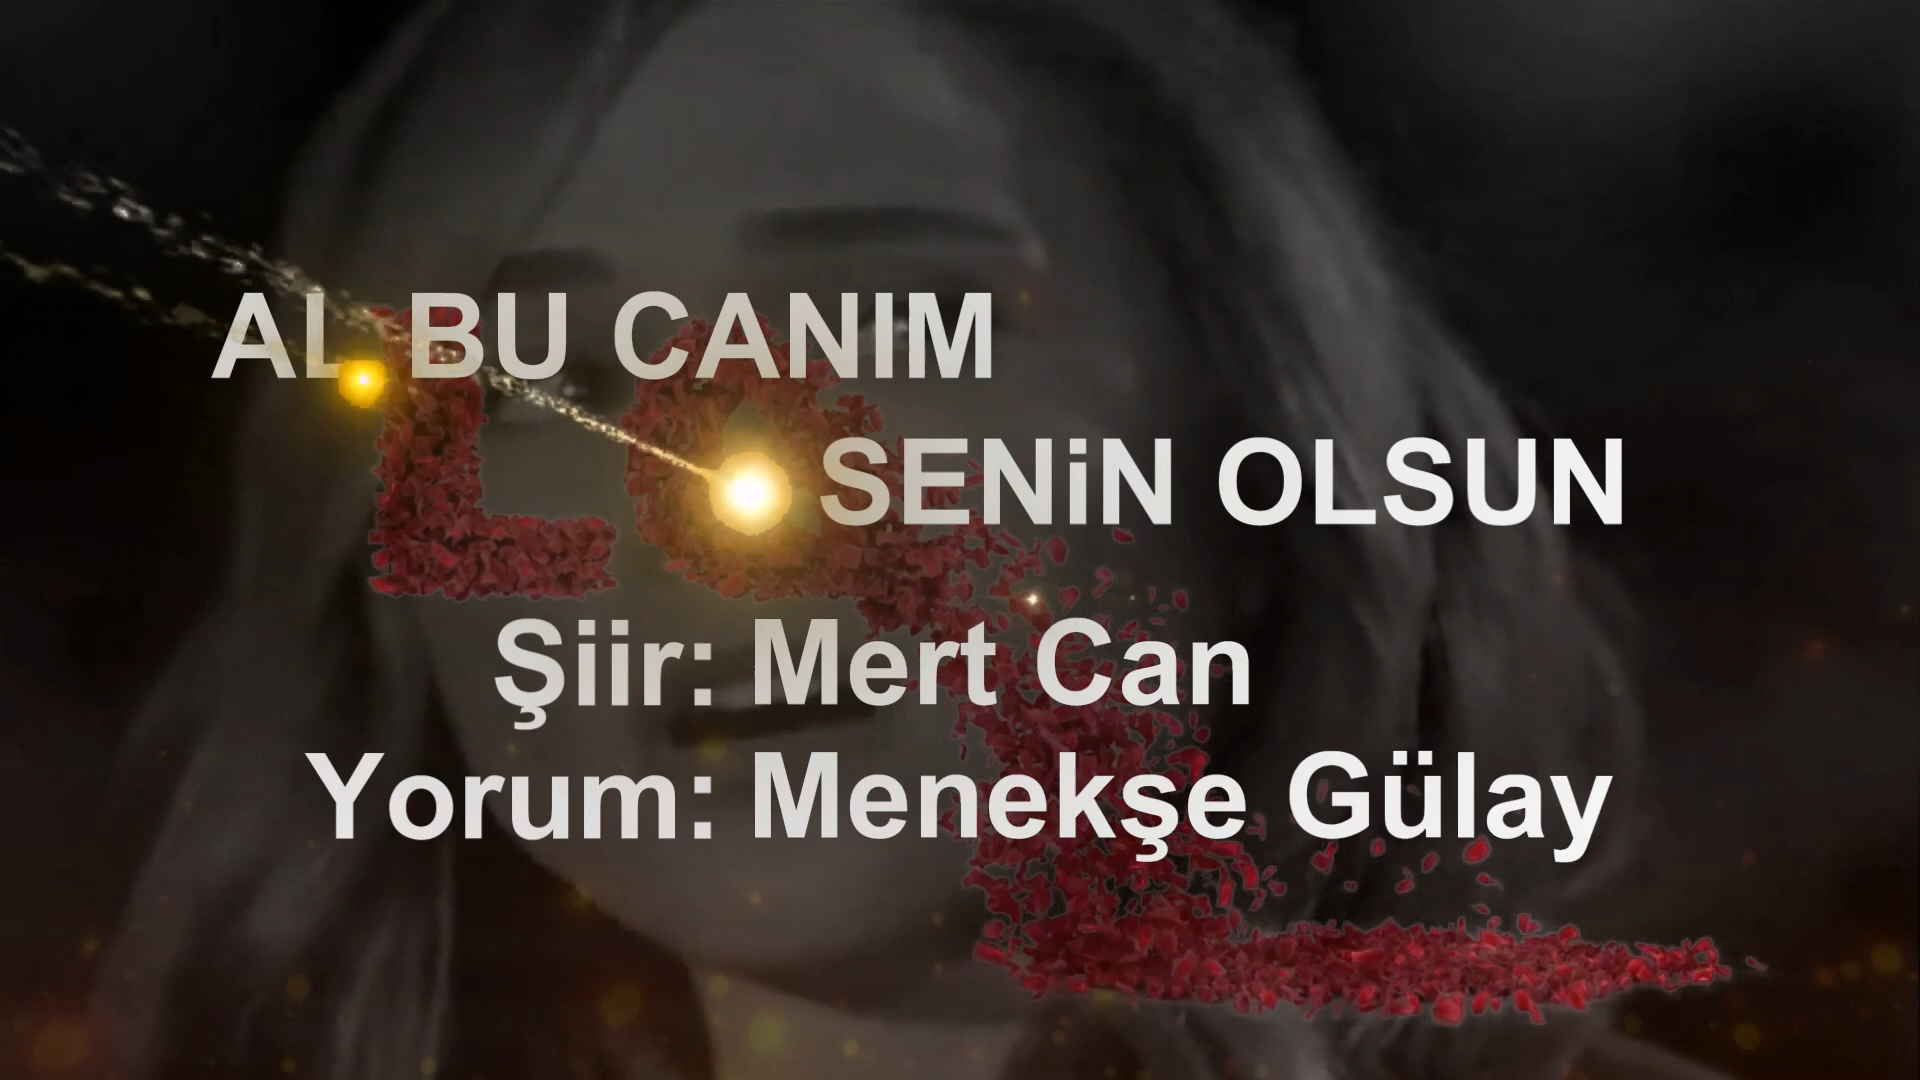 AL BU CANIM
SENiN OLSUN
Şiir: Mert Can
Yorum: Menekşe Gülay